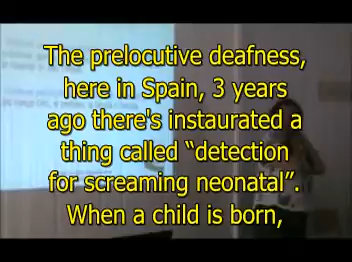 The prelocutive deafness,
here in Spain, 3 years
ago there's instaurated a
thing called “detection
for screaming neonatal”.
When a child is born,